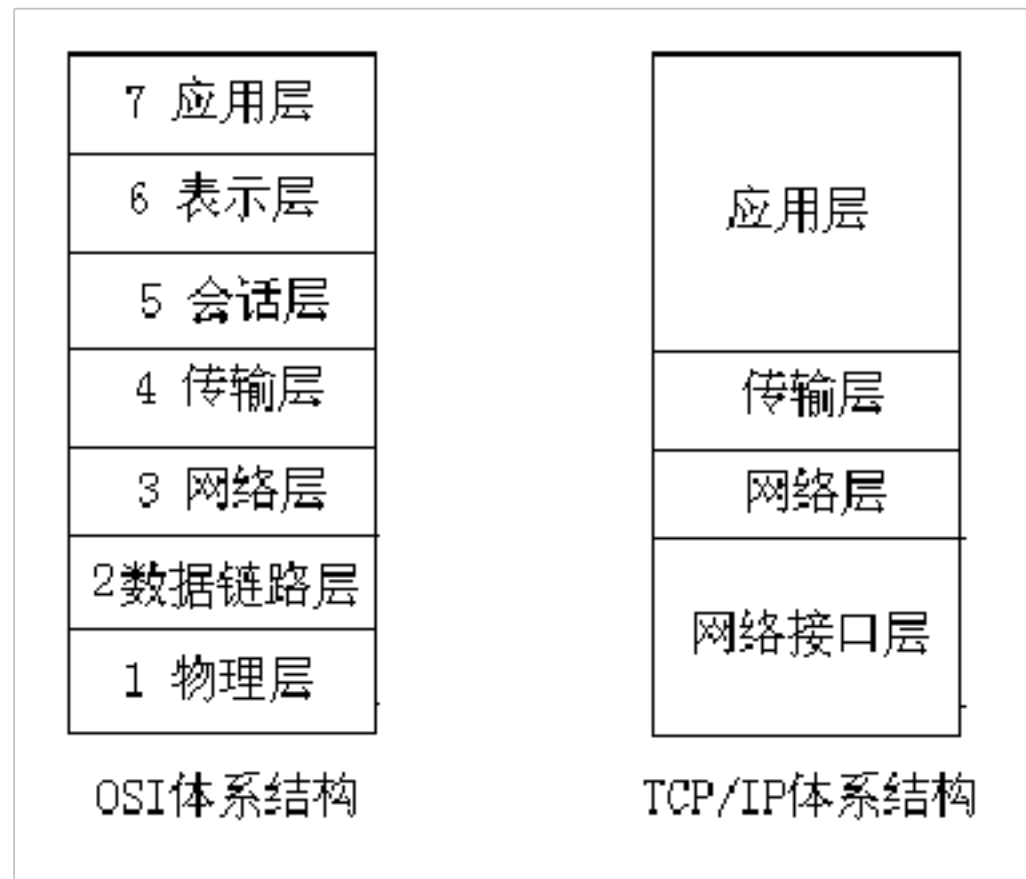 7 应用层
6 表示层
5 会话层
4 传输层
3 网络层
2数据链路层
1 物理层
OSI体系结构
应用层
传输层
网络层
网络接口层
TCP/IP体系结构